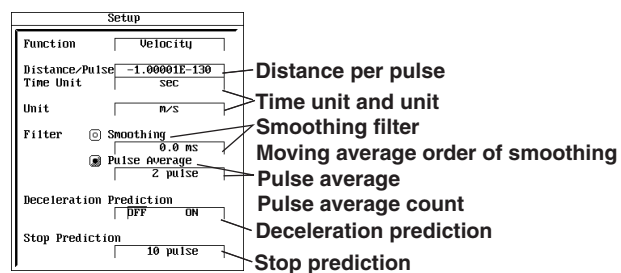 Setup
Function Velocity
Distance/Pulse -1.00001E-130
Distance per pulse
Time Unit sec
Time unit and unit
Unit m/s
Filter Smoothing
Smoothing filter
0.0 ms
Moving average order of smoothing
Pulse Average
Pulse average
2 pulse
Pulse average count
Deceleration Prediction
OFF ON
Deceleration prediction
Stop Prediction
10 pulse
Stop prediction